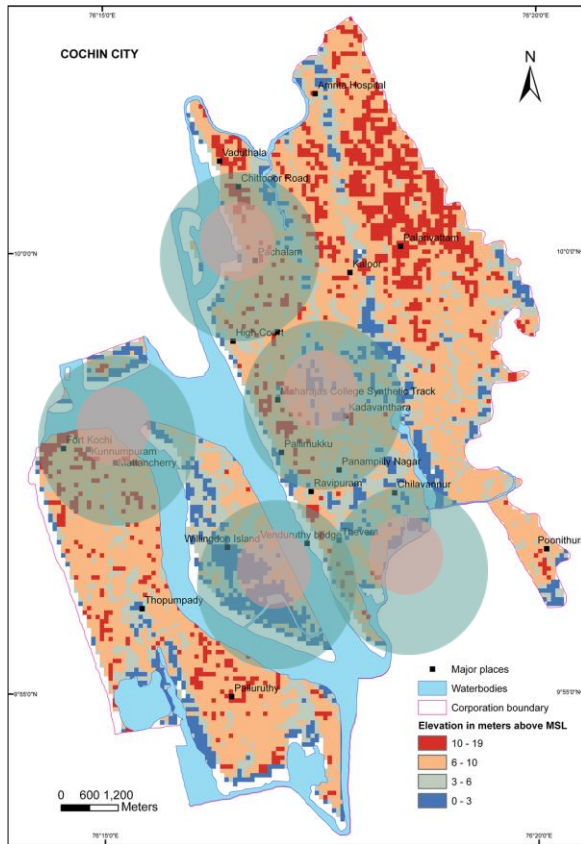 76°15'0"E
76°20'0"E
COCHIN CITY
N
Amrita Hospital
Vaduthala
Chittoor Road
Palarivattam
10°0'0"N
10°0'0"N
Pachalam
Kaloor
High Court
Maharajas College Synthetic Track
Kadavanthara
Fort Kochi
Kunnumpuram
Mattancherry
Pallimukku
Panampilly Nagar
Ravipuram
Chilavannur
Venduruthy bridge
Thevera
Willingdon Island
Poonithura
Thopumpady
Major places
Waterbodies
9°55'0"N
Palluruthy
Corporation boundary
9°55'0"N
Elevation in meters above MSL
10 - 19
6 - 10
3 - 6
0 - 3
0 600 1,200
Meters
76°15'0"E
76°20'0"E